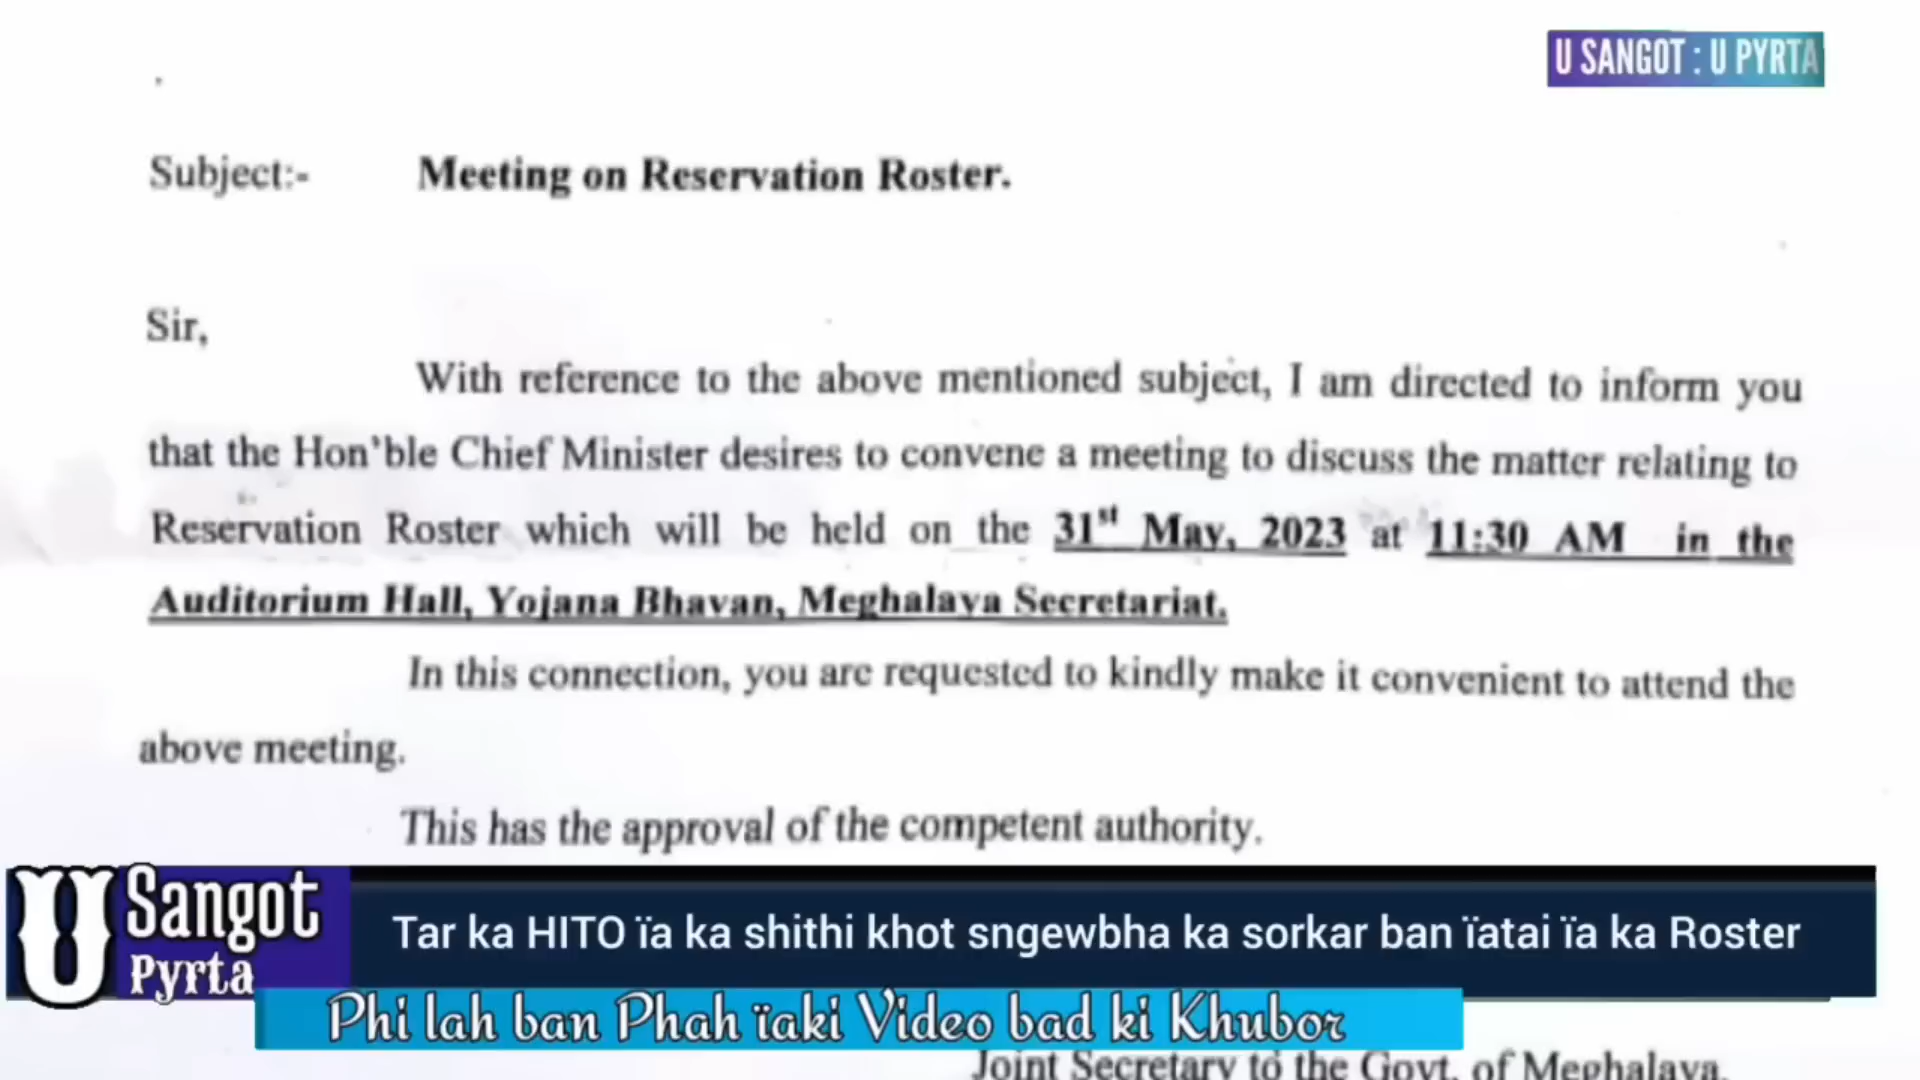 U SANGOT : U PYRTA
Subject:- Meeting on Reservation Roster.
Sir,
With reference to the above mentioned subject, I am directed to inform you
that the Hon'ble Chief Minister desires to convene a meeting to discuss the matter relating to
Reservation Roster which will be held on the 31st May, 2023 at 11:30 AM in the
Auditorium Hall, Yojana Bhavan, Meghalaya Secretariat.
In this connection, you are requested to kindly make it convenient to attend the
above meeting.
This has the approval of the competent authority.
U Sangot Pyrta
Tar ka HITO ïa ka shithi khot sngewbha ka sorkar ban ïatai ïa ka Roster
Phi lah ban Phah ïaki Video bad ki Khubor
Joint Secretary to the Govt. of Meghalaya.